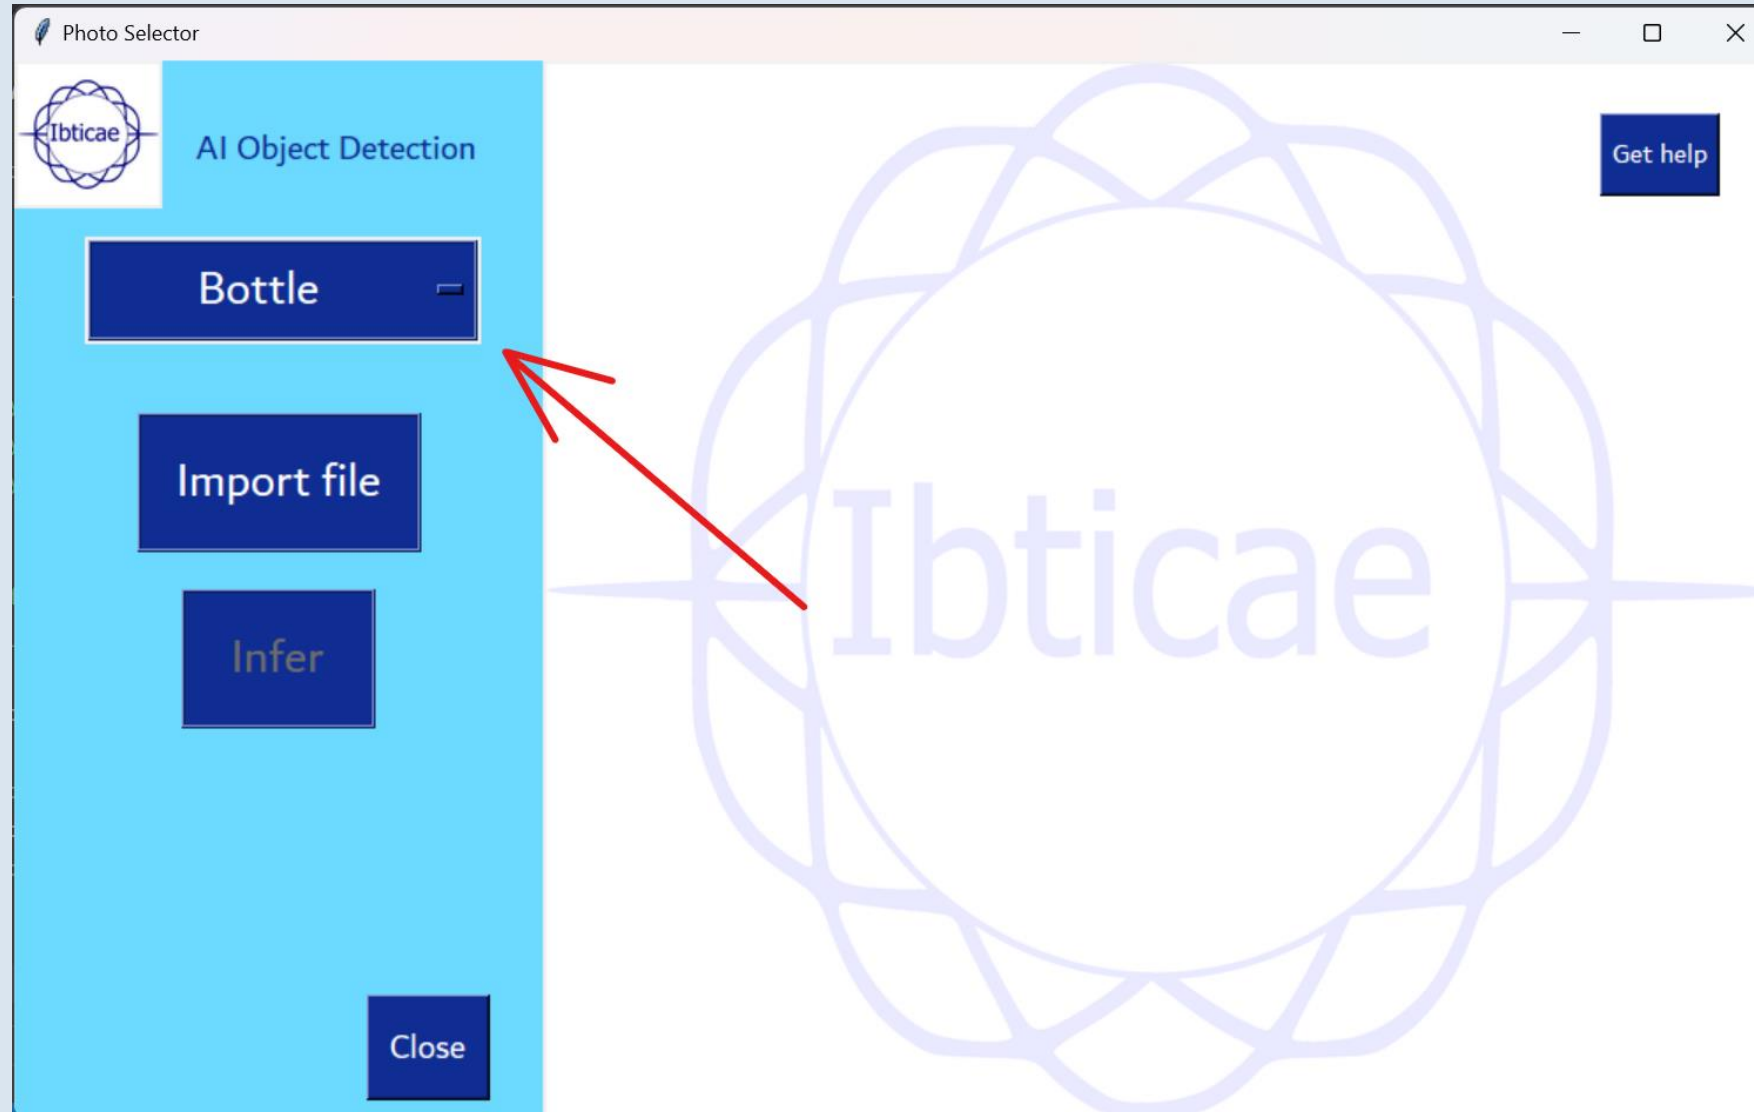 Photo Selector
Ibticae
AI Object Detection
Get help
Bottle
Import file
Ibticae
Infer
Close